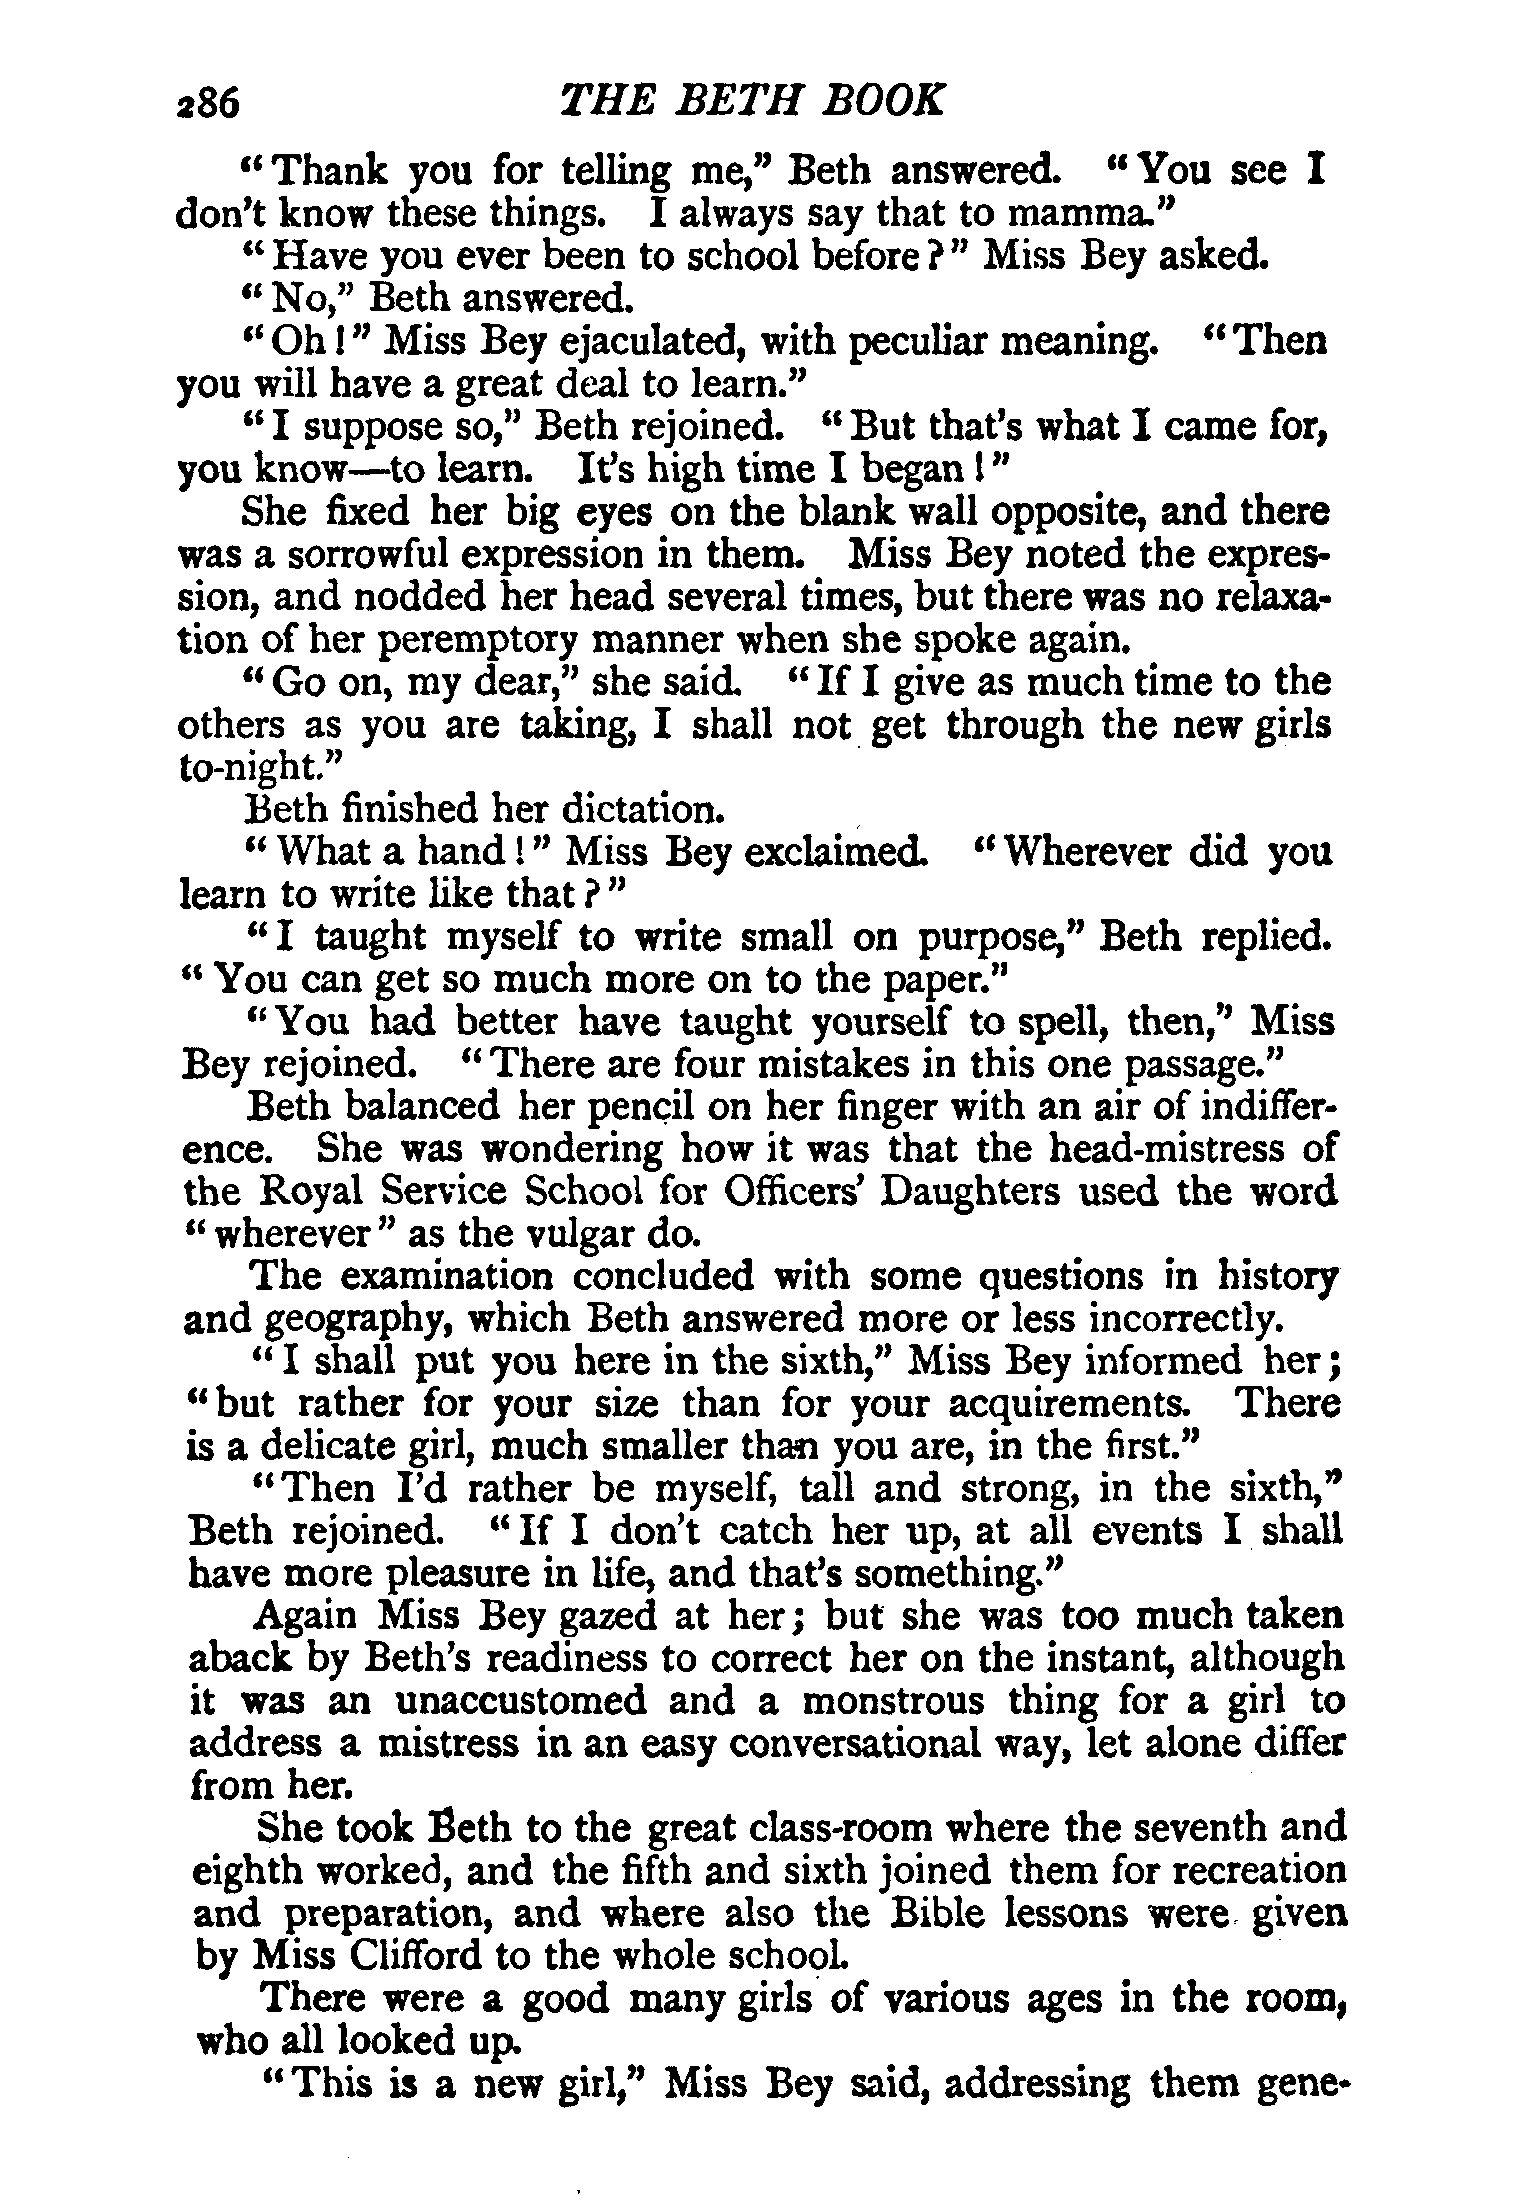 286 THE BETH BOOK
“Thank you for telling me,” Beth answered. “You see I
don’t know these things. I always say that to mamma.”
“Have you ever been to school before?” Miss Bey asked.
“No,” Beth answered.
“Oh!” Miss Bey ejaculated, with peculiar meaning. “Then
you will have a great deal to learn.”
“I suppose so,” Beth rejoined. “But that’s what I came for,
you know—to learn. It’s high time I began!”
She fixed her big eyes on the blank wall opposite, and there
was a sorrowful expression in them. Miss Bey noted the expres-
sion, and nodded her head several times, but there was no relaxa-
tion of her peremptory manner when she spoke again.
“Go on, my dear,” she said. “If I give as much time to the
others as you are taking, I shall not get through the new girls
to-night.”
Beth finished her dictation.
“What a hand!” Miss Bey exclaimed. “Wherever did you
learn to write like that?”
“I taught myself to write small on purpose,” Beth replied.
“You can get so much more on to the paper.”
“You had better have taught yourself to spell, then,” Miss
Bey rejoined. “There are four mistakes in this one passage.”
Beth balanced her pencil on her finger with an air of indiffer-
ence. She was wondering how it was that the head-mistress of
the Royal Service School for Officers’ Daughters used the word
“wherever” as the vulgar do.
The examination concluded with some questions in history
and geography, which Beth answered more or less incorrectly.
“I shall put you here in the sixth,” Miss Bey informed her;
“but rather for your size than for your acquirements. There
is a delicate girl, much smaller than you are, in the first.”
“Then I’d rather be myself, tall and strong, in the sixth,”
Beth rejoined. “If I don’t catch her up, at all events I shall
have more pleasure in life, and that’s something.”
Again Miss Bey gazed at her; but she was too much taken
aback by Beth’s readiness to correct her on the instant, although
it was an unaccustomed and a monstrous thing for a girl to
address a mistress in an easy conversational way, let alone differ
from her.
She took Beth to the great class-room where the seventh and
eighth worked, and the fifth and sixth joined them for recreation
and preparation, and where also the Bible lessons were given
by Miss Clifford to the whole school.
There were a good many girls of various ages in the room,
who all looked up.
“This is a new girl,” Miss Bey said, addressing them gene-